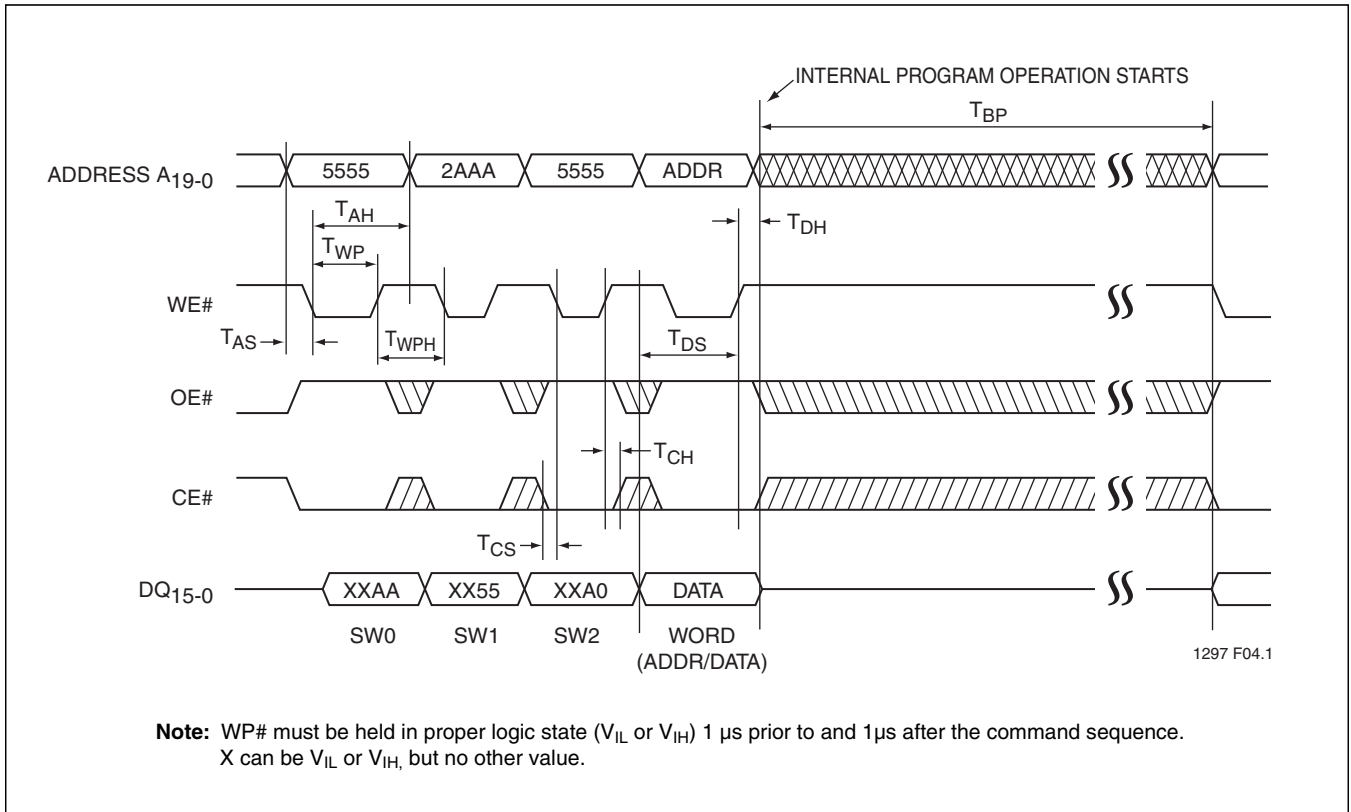 INTERNAL PROGRAM OPERATION STARTS
TBP
ADDRESS A19-0
5555 2AAA 5555 ADDR
TAH
TDH
TWP
WE#
TAS
TWPH
TDS
OE#
TCH
CE#
TCS
DQ15-0
XXAA XX55 XXA0 DATA
SW0 SW1 SW2 WORD
(ADDR/DATA)
1297 F04.1
Note: WP# must be held in proper logic state (VIL or VIH) 1 µs prior to and 1µs after the command sequence.
X can be VIL or VIH, but no other value.